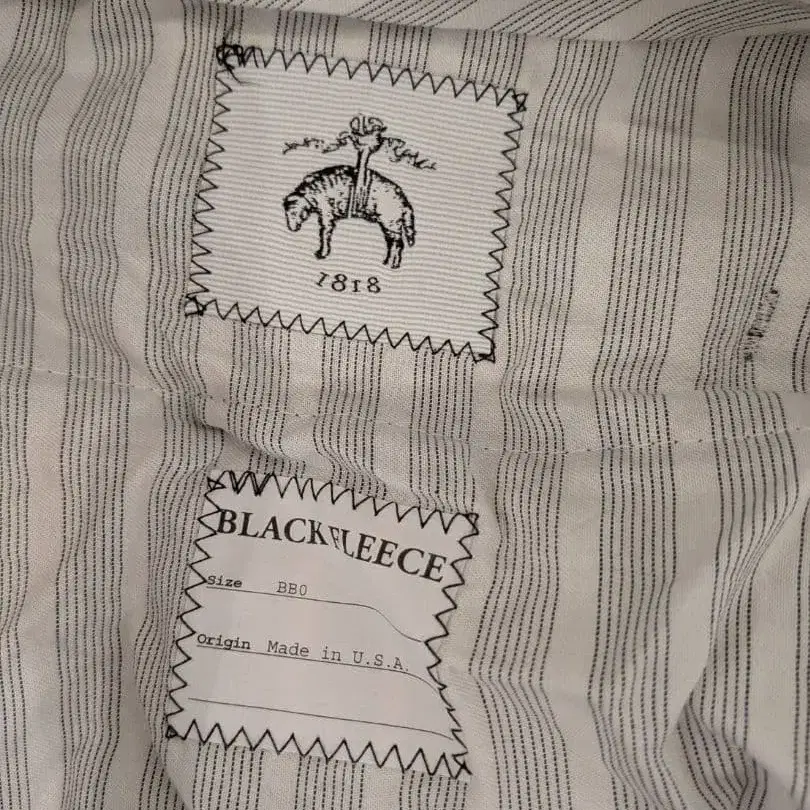 1818
BLACKFLEECE
Size BB0
Origin Made in U.S.A.